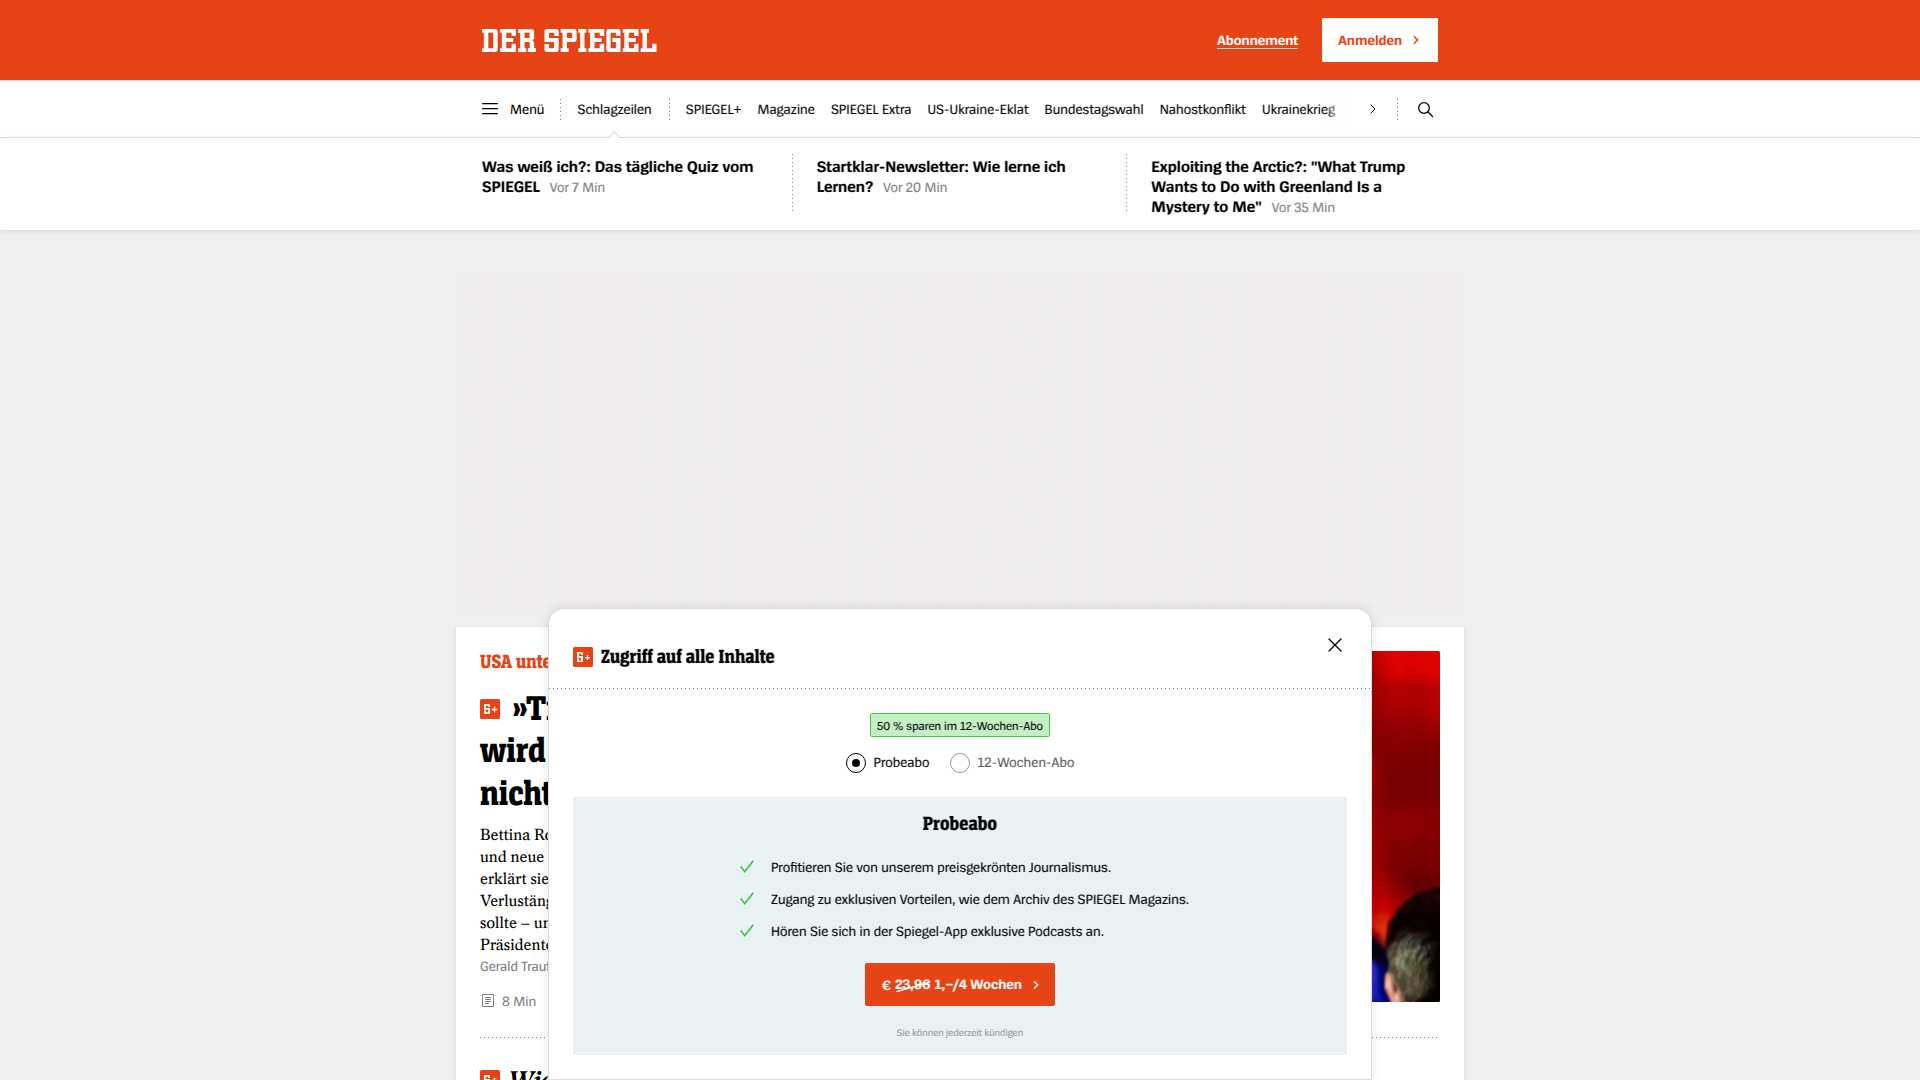 DER SPIEGEL
Abonnement
Anmelden
Menü
Schlagzeilen
SPIEGEL+
Magazine
SPIEGEL Extra
US-Ukraine-Eklat
Bundestagswahl
Nahostkonflikt
Ukrainekrieg
Was weiß ich?: Das tägliche Quiz vom
SPIEGEL Vor 7 Min
Startklar-Newsletter: Wie lerne ich
Lernen? Vor 20 Min
Exploiting the Arctic?: "What Trump
Wants to Do with Greenland Is a
Mystery to Me" Vor 35 Min
USA unte
wird
nicht
und neue
erklärt sie
sollte – un
Gerald Trauf
8 Min
Zugriff auf alle Inhalte
50 % sparen im 12-Wochen-Abo
Probeabo
12-Wochen-Abo
Probeabo
Profitieren Sie von unserem preisgekrönten Journalismus.
Zugang zu exklusiven Vorteilen, wie dem Archiv des SPIEGEL Magazins.
Hören Sie sich in der Spiegel-App exklusive Podcasts an.
€ 23,96 1,–/4 Wochen
Sie können jederzeit kündigen